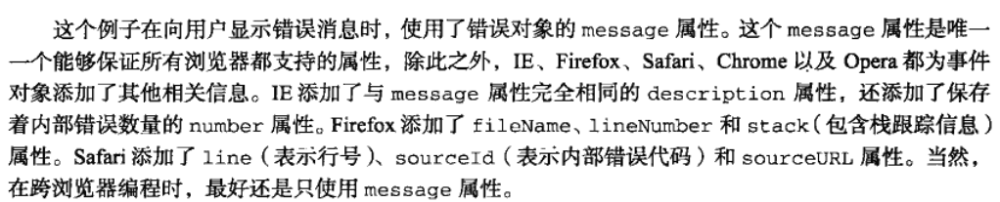 这个例子在向用户显示错误消息时，使用了错误对象的 message 属性。这个 message 属性是唯一
一个能够保证所有浏览器都支持的属性，除此之外，IE、Firefox、Safari、Chrome 以及 Opera 都为事件
对象添加了其他相关信息。IE 添加了与 message 属性完全相同的 description 属性，还添加了保存
着内部错误数量的 number 属性。Firefox 添加了 fileName、lineNumber 和 stack（包含栈跟踪信息）
属性。Safari 添加了 line（表示行号）、sourceId（表示内部错误代码）和 sourceURL 属性。当然，
在跨浏览器编程时，最好还是只使用 message 属性。